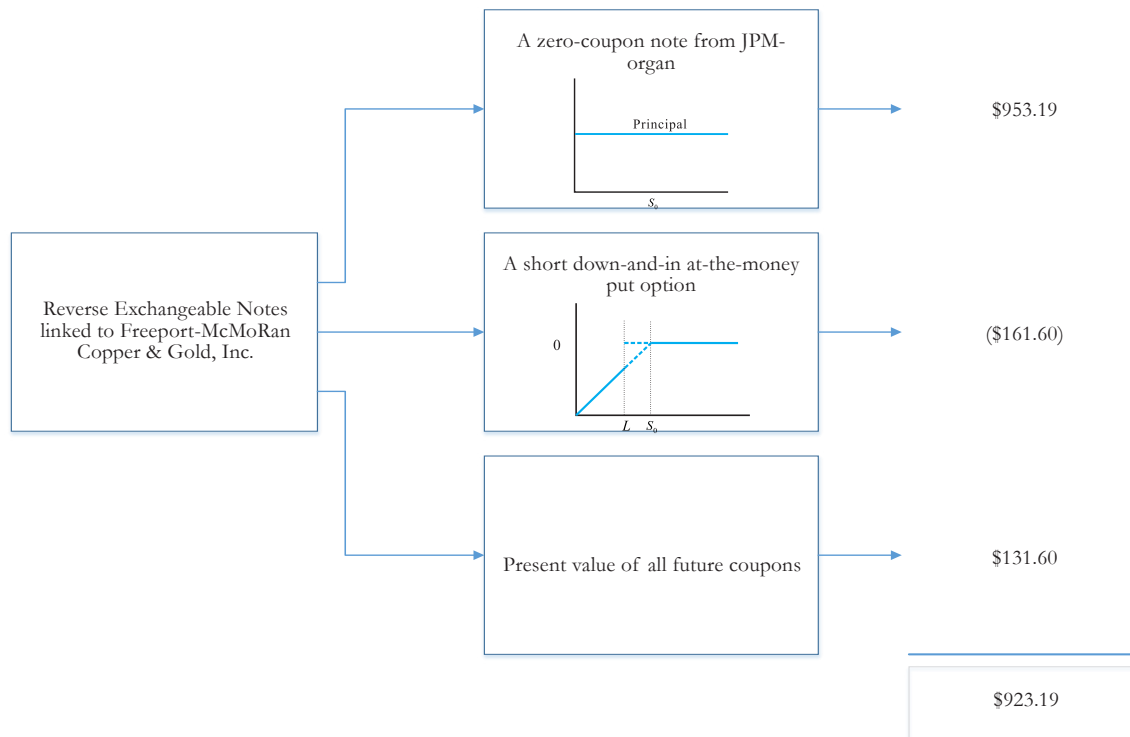 A zero-coupon note from JPM-
organ
Principal
S₀
$953.19
Reverse Exchangeable Notes
linked to Freeport-McMoRan
Copper & Gold, Inc.
A short down-and-in at-the-money
put option
0
L S₀
($161.60)
Present value of all future coupons
$131.60
$923.19